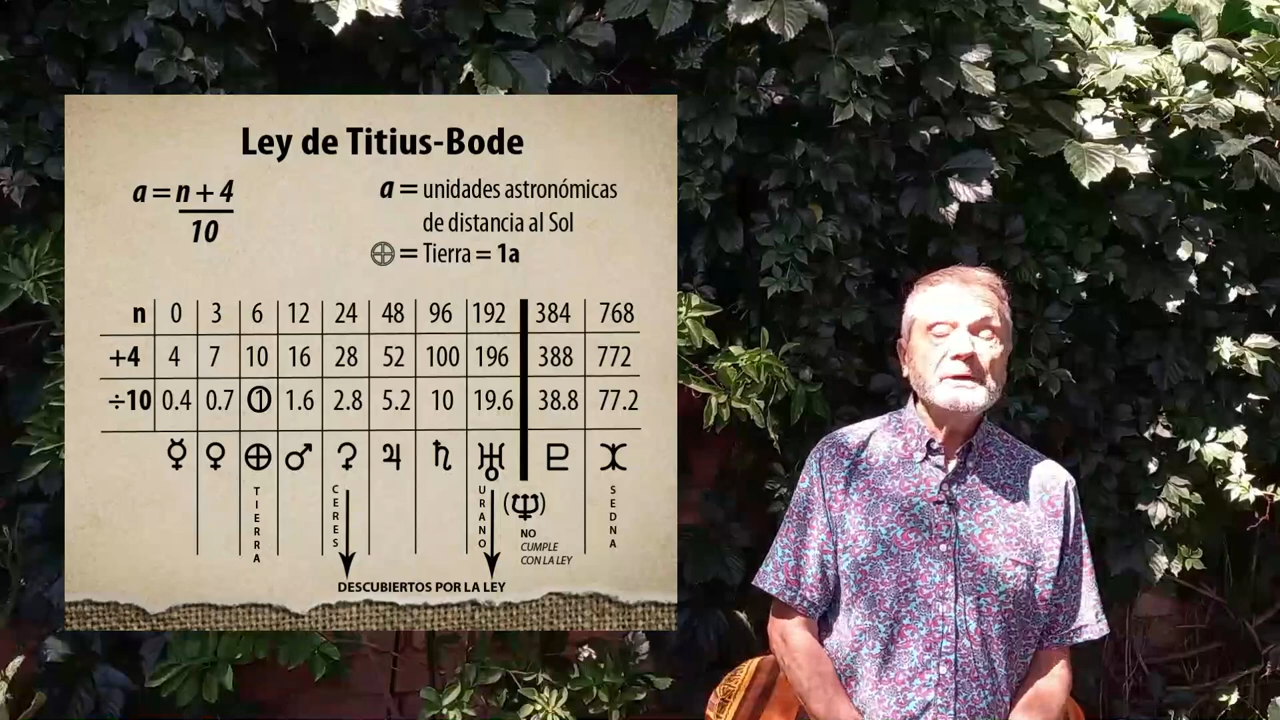 Ley de Titius-Bode
a = n + 4
10
a = unidades astronómicas
de distancia al Sol
⊕ = Tierra = 1a
n 0 3 6 12 24 48 96 192 384 768
+4 4 7 10 16 28 52 100 196 388 772
÷10 0.4 0.7 1 1.6 2.8 5.2 10 19.6 38.8 77.2
TIERRA
CERES
URANO
NO
CUMPLE
CON LA LEY
SEDNA
DESCUBIERTOS POR LA LEY